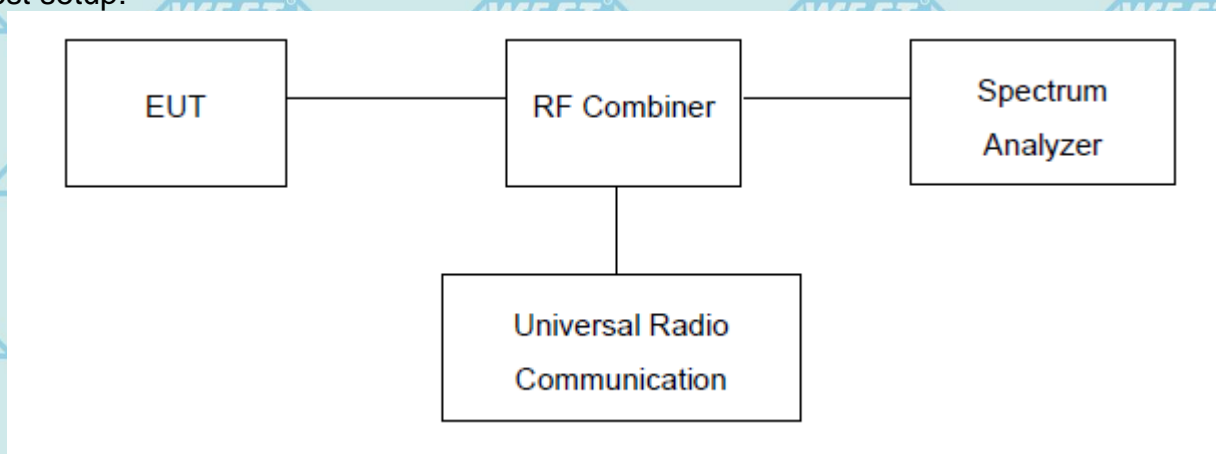 EUT
RF Combiner
Spectrum
Analyzer
Universal Radio
Communication